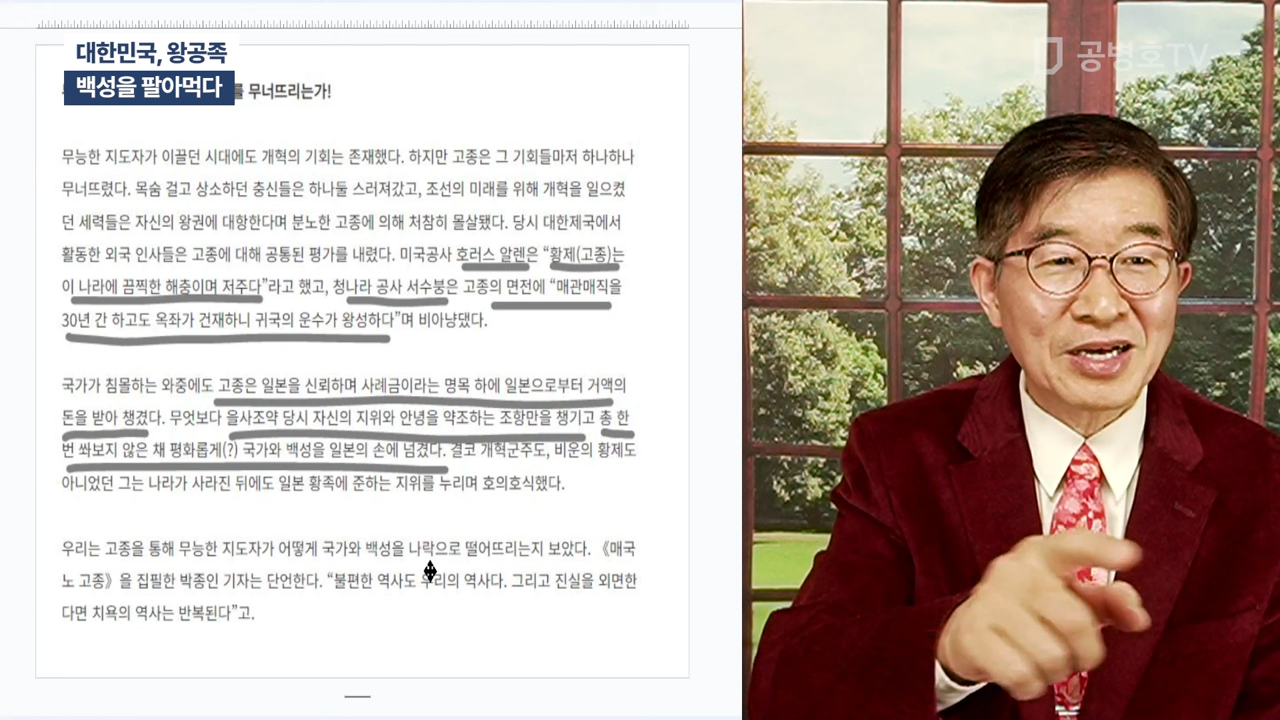 대한민국, 왕공족
백성을 팔아먹다
를 무너뜨리는가!
무능한 지도자가 이끌던 시대에도 개혁의 기회는 존재했다. 하지만 고종은 그 기회들마저 하나하나
무너뜨렸다. 목숨 걸고 상소하던 충신들은 하나둘 스러져갔고, 조선의 미래를 위해 개혁을 일으켰
던 세력들은 자신의 왕권에 대항한다며 분노한 고종에 의해 처참히 몰살됐다. 당시 대한제국에서
활동한 외국 인사들은 고종에 대해 공통된 평가를 내렸다. 미국공사 호러스 알렌은 “황제(고종)는
이 나라에 끔찍한 해충이며 저주다”라고 했고, 청나라 공사 서수붕은 고종의 면전에 “매관매직을
30년 간 하고도 옥좌가 건재하니 귀국의 운수가 왕성하다”며 비아냥댔다.
국가가 침몰하는 와중에도 고종은 일본을 신뢰하며 사례금이라는 명목 하에 일본으로부터 거액의
돈을 받아 챙겼다. 무엇보다 을사조약 당시 자신의 지위와 안녕을 약조하는 조항만을 챙기고 총 한
번 쏴보지 않은 채 평화롭게(?) 국가와 백성을 일본의 손에 넘겼다. 결코 개혁군주도, 비운의 황제도
아니었던 그는 나라가 사라진 뒤에도 일본 황족에 준하는 지위를 누리며 호의호식했다.
우리는 고종을 통해 무능한 지도자가 어떻게 국가와 백성을 나락으로 떨어뜨리는지 보았다. 《매국
노 고종》을 집필한 박종인 기자는 단언한다. “불편한 역사도 우리의 역사다. 그리고 진실을 외면한
다면 치욕의 역사는 반복된다”고.
공병호TV